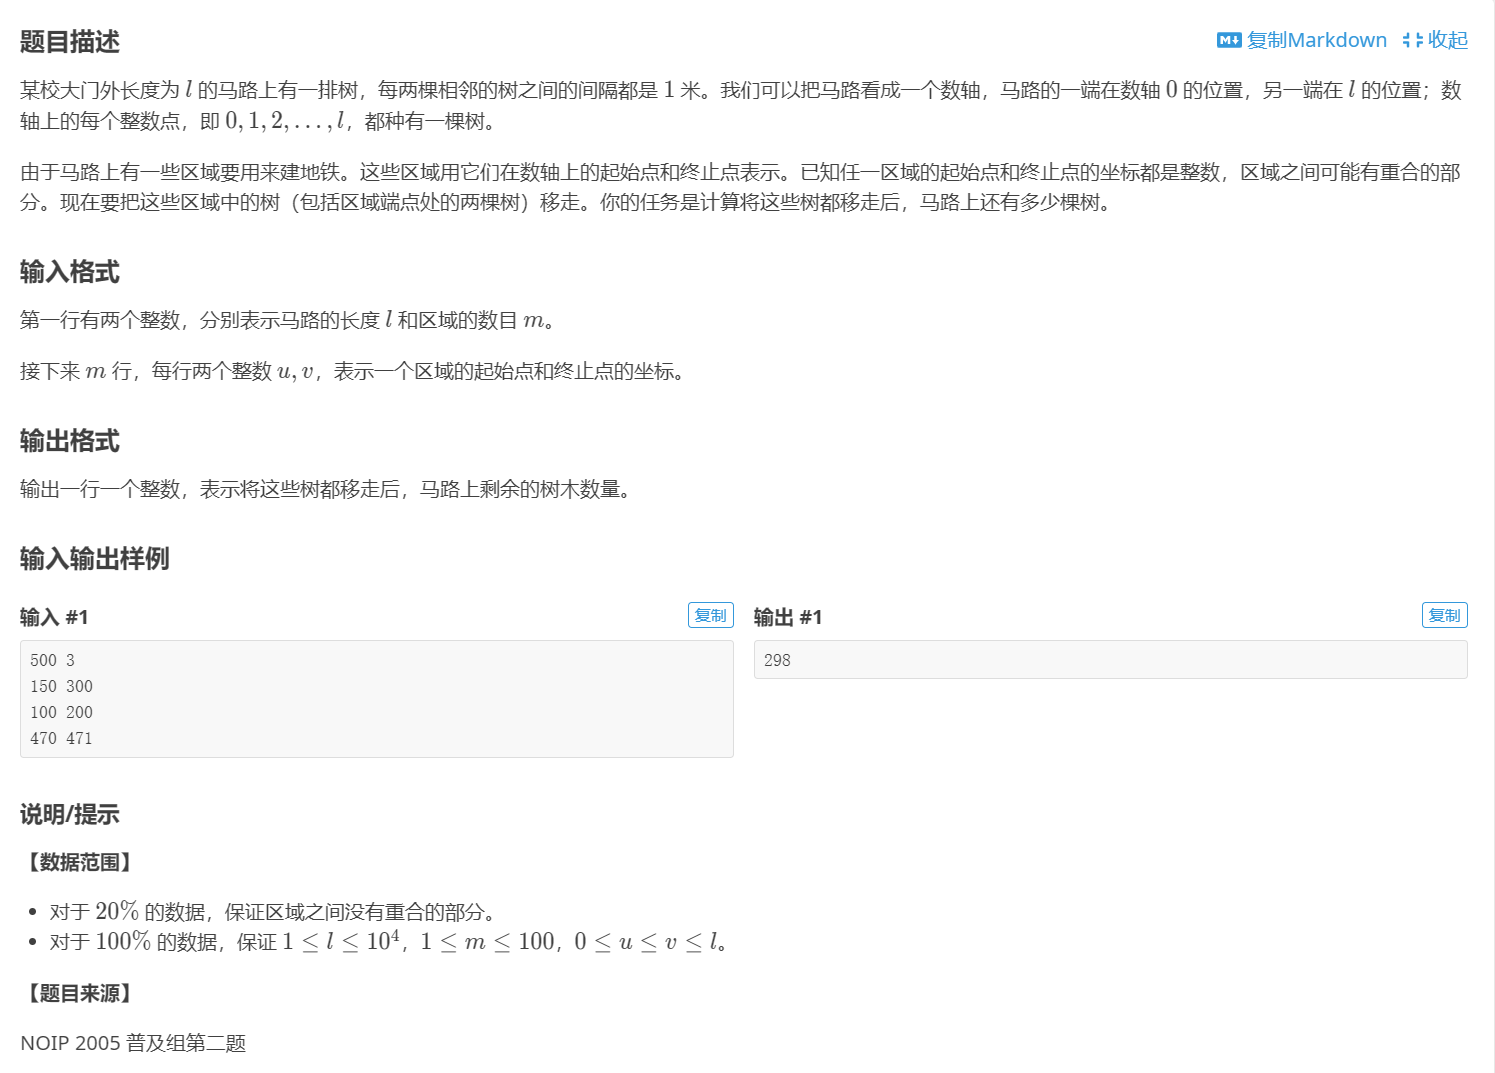 题目描述
复制Markdown 收起
某校大门外长度为 l 的马路上有一排树，每两棵相邻的树之间的间隔都是 1 米。我们可以把马路看成一个数轴，马路的一端在数轴 0 的位置，另一端在 l 的位置；数
轴上的每个整数点，即 0, 1, 2, …, l，都种有一棵树。
由于马路上有一些区域要用来建地铁。这些区域用它们在数轴上的起始点和终止点表示。已知任一区域的起始点和终止点的坐标都是整数，区域之间可能有重合的部
分。现在要把这些区域中的树（包括区域端点处的两棵树）移走。你的任务是计算将这些树都移走后，马路上还有多少棵树。
输入格式
第一行有两个整数，分别表示马路的长度 l 和区域的数目 m。
接下来 m 行，每行两个整数 u, v，表示一个区域的起始点和终止点的坐标。
输出格式
输出一行一个整数，表示将这些树都移走后，马路上剩余的树木数量。
输入输出样例
输入 #1
复制
500 3
150 300
100 200
470 471
输出 #1
复制
298
说明/提示
【数据范围】
• 对于 20% 的数据，保证区域之间没有重合的部分。
• 对于 100% 的数据，保证 1 ≤ l ≤ 10⁴，1 ≤ m ≤ 100，0 ≤ u ≤ v ≤ l。
【题目来源】
NOIP 2005 普及组第二题